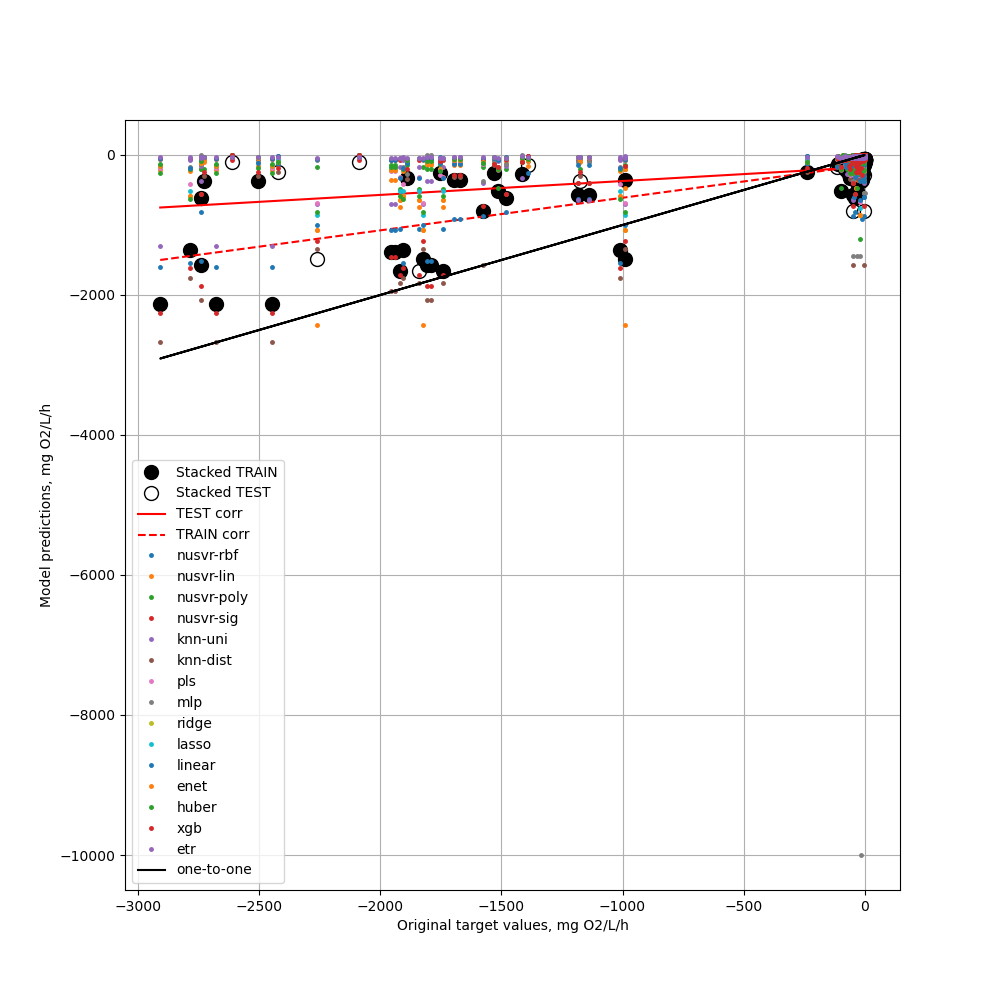 0
−2000
−4000
−6000
−8000
−10000
Model predictions, mg O2/L/h
Stacked TRAIN
Stacked TEST
TEST corr
TRAIN corr
nusvr-rbf
nusvr-lin
nusvr-poly
nusvr-sig
knn-uni
knn-dist
pls
mlp
ridge
lasso
linear
enet
huber
xgb
etr
one-to-one
−3000 −2500 −2000 −1500 −1000 −500 0
Original target values, mg O2/L/h